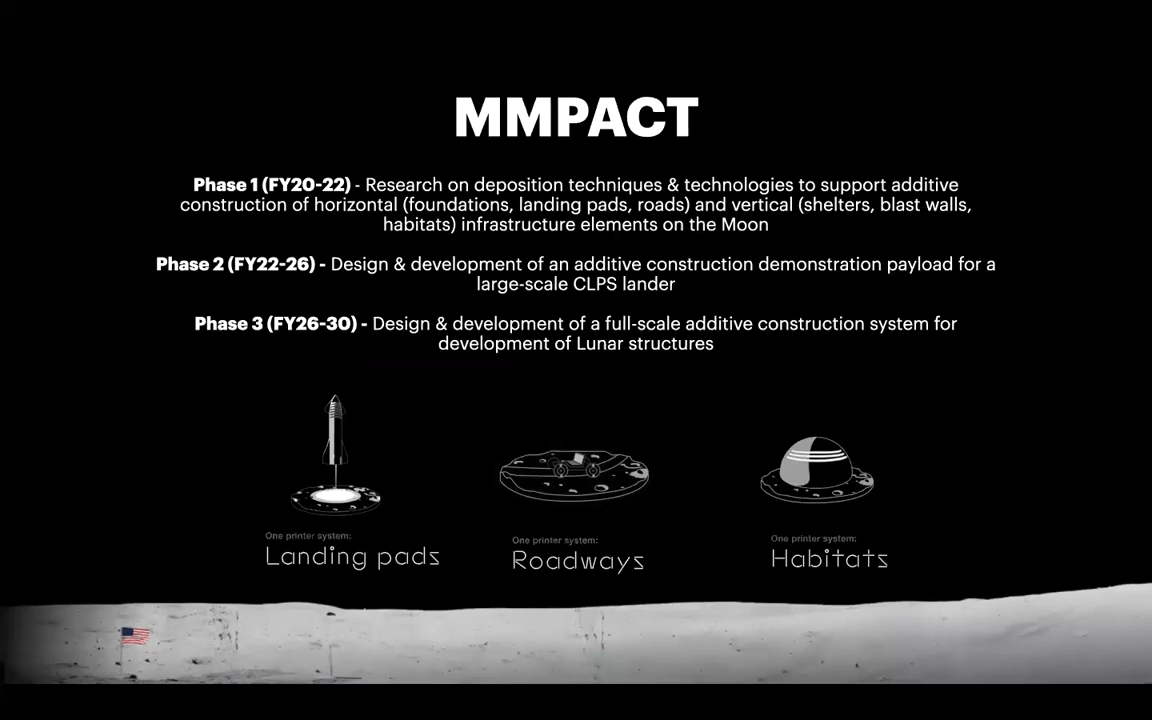 MMPACT
Phase 1 (FY20-22) - Research on deposition techniques & technologies to support additive
construction of horizontal (foundations, landing pads, roads) and vertical (shelters, blast walls,
habitats) infrastructure elements on the Moon
Phase 2 (FY22-26) - Design & development of an additive construction demonstration payload for a
large-scale CLPS lander
Phase 3 (FY26-30) - Design & development of a full-scale additive construction system for
development of Lunar structures
One printer system:
Landing pads
One printer system:
Roadways
One printer system:
Habitats